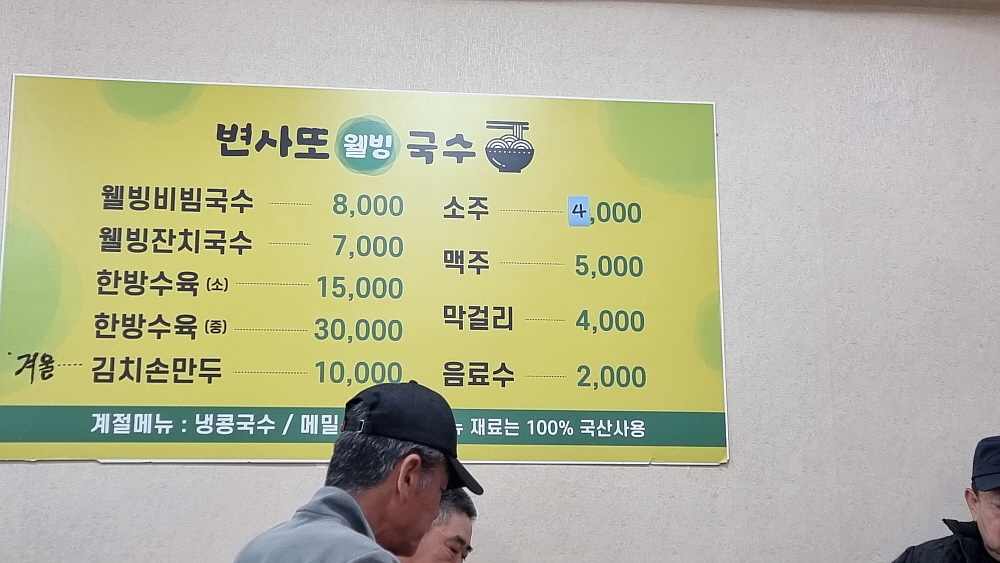 변사또 웰빙 국수
웰빙비빔국수 8,000
웰빙잔치국수 7,000
한방수육 (소) 15,000
한방수육 (중) 30,000
겨울 김치손만두 10,000
소주 4,000
맥주 5,000
막걸리 4,000
음료수 2,000
계절메뉴 : 냉콩국수 / 메밀 재료는 100% 국산사용